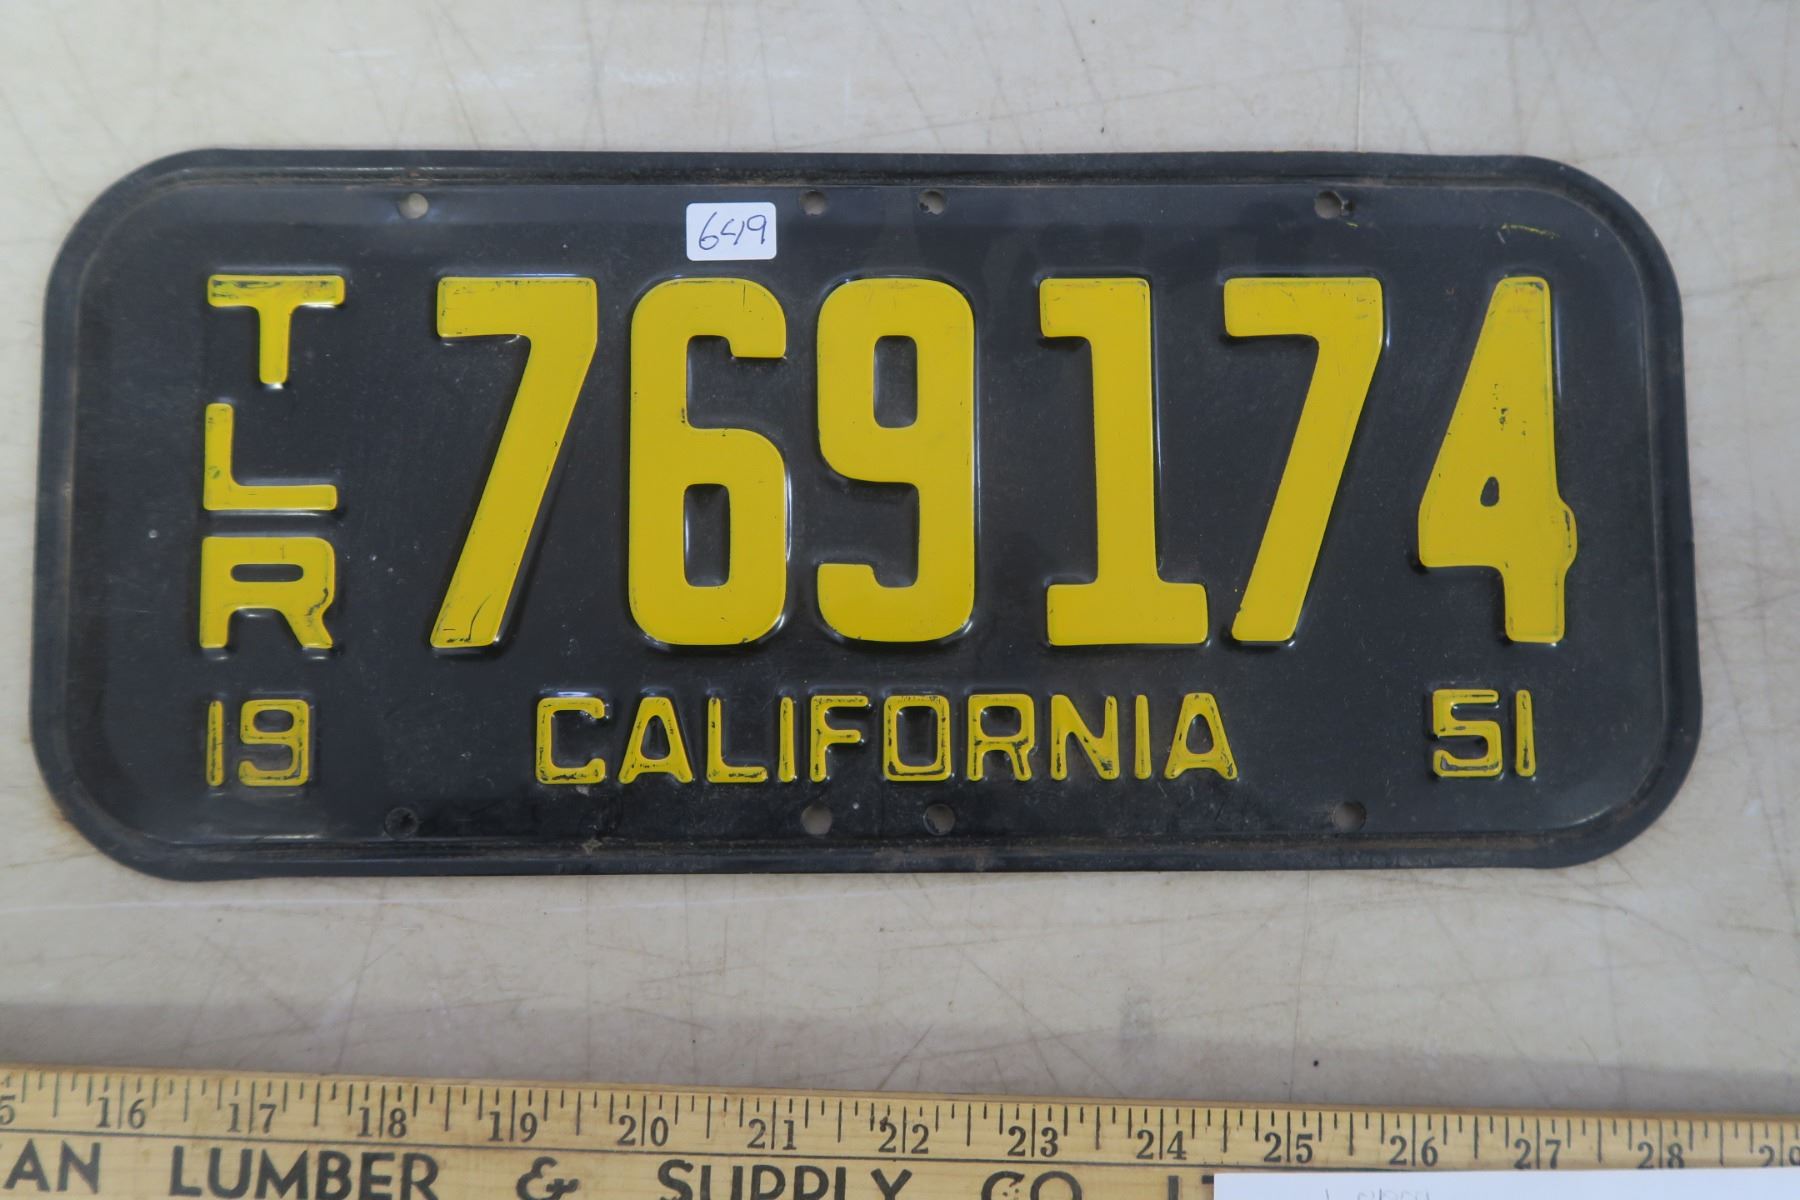 649
TLR 769174
19 CALIFORNIA 51
16 17 18 19 20 21 22 23 24 25 26 27 28
LUMBER & SUPPLY CO